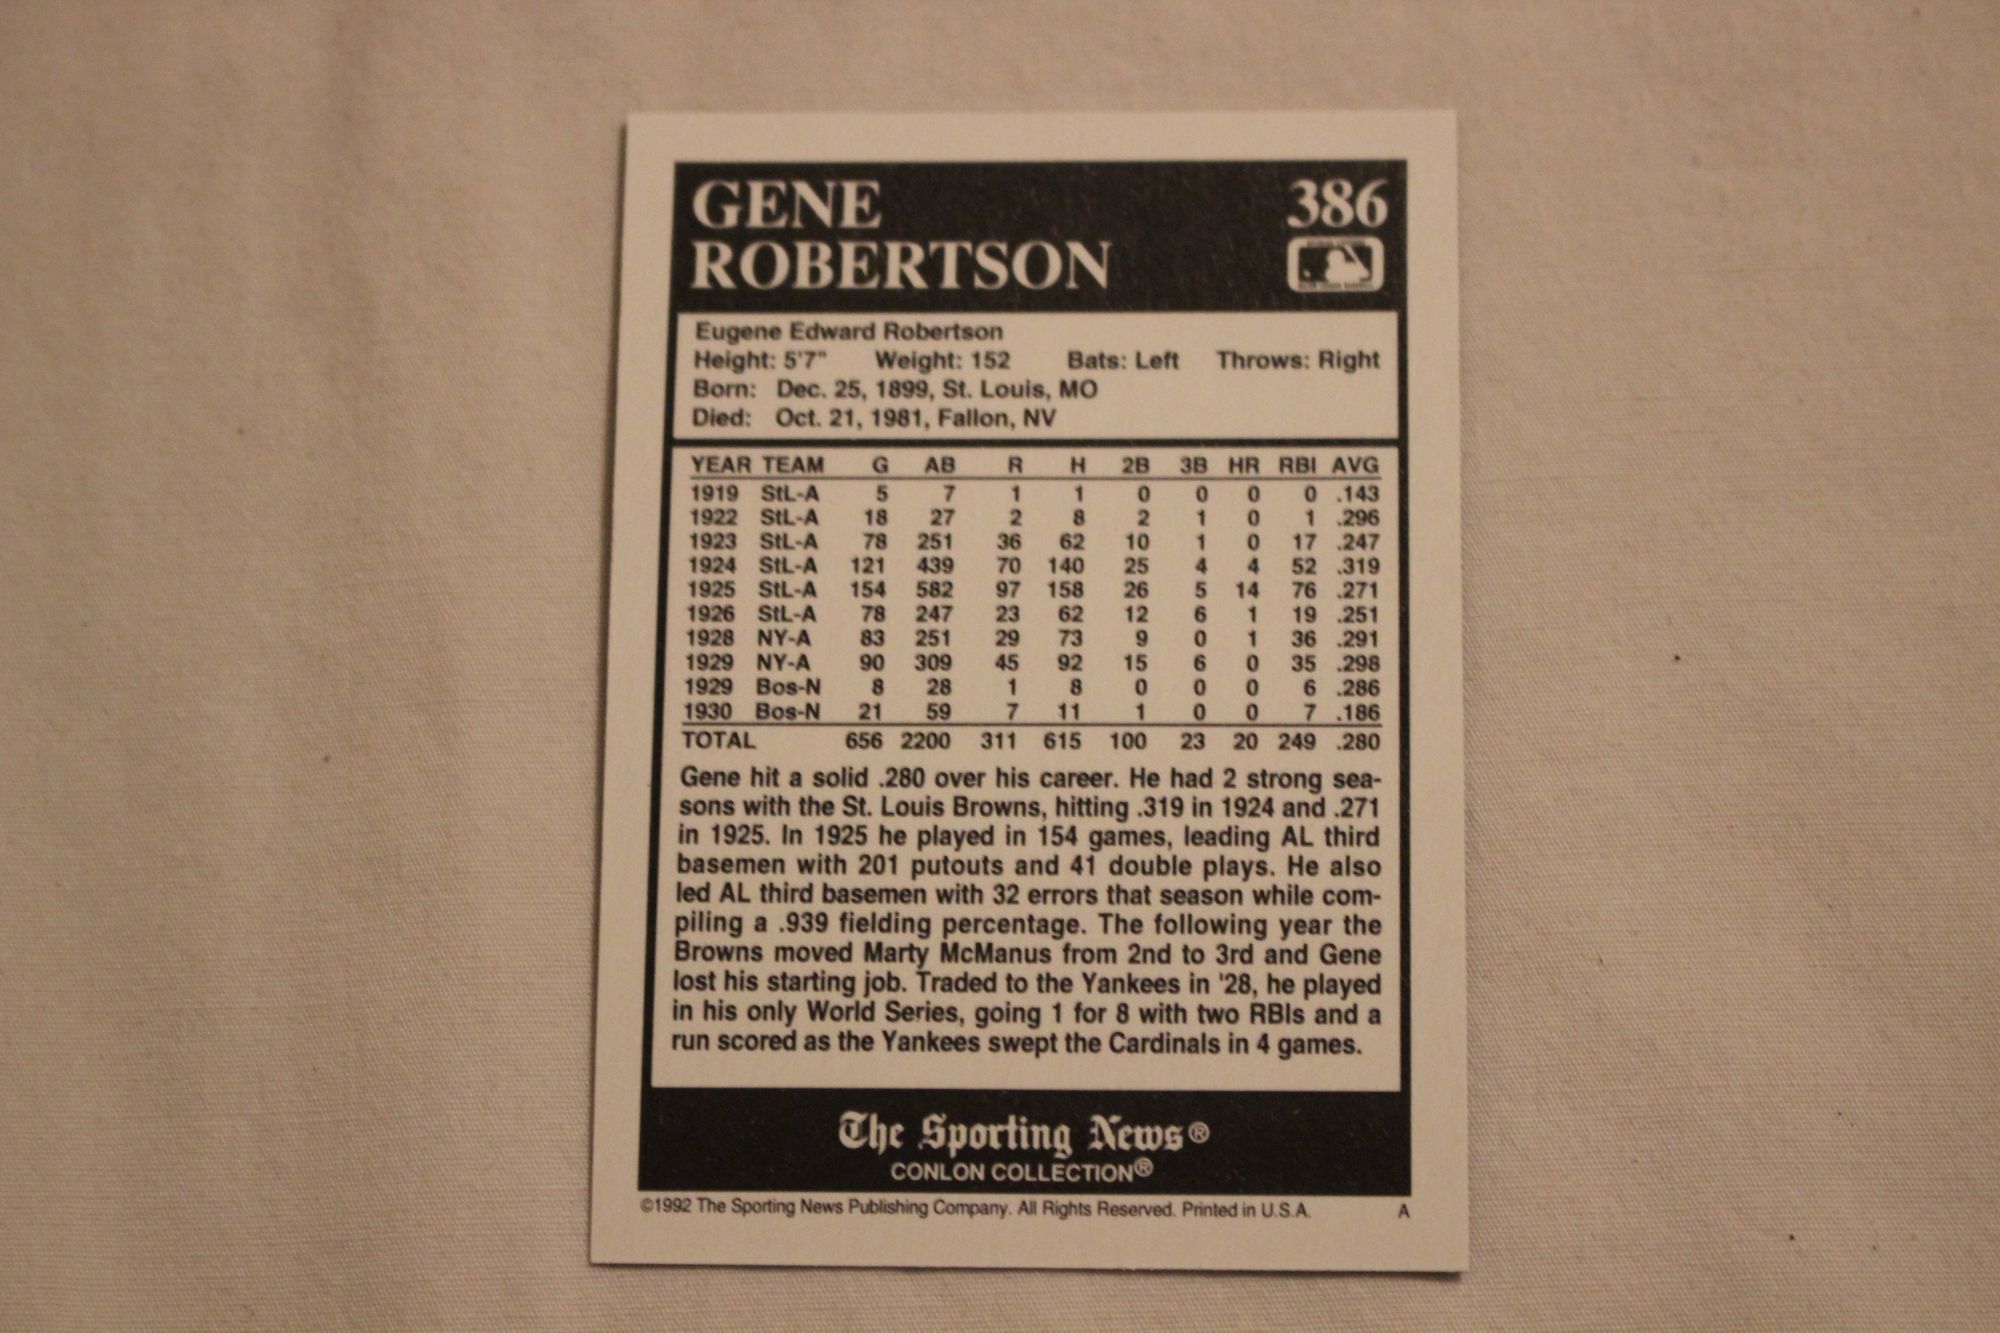 GENE
ROBERTSON
386
Eugene Edward Robertson
Height: 5'7" Weight: 152 Bats: Left Throws: Right
Born: Dec. 25, 1899, St. Louis, MO
Died: Oct. 21, 1981, Fallon, NV
YEAR TEAM G AB R H 2B 3B HR RBI AVG
1919 StL-A 5 7 1 1 0 0 0 0 .143
1922 StL-A 18 27 2 8 2 1 0 1 .296
1923 StL-A 78 251 36 62 10 1 0 17 .247
1924 StL-A 121 439 70 140 25 4 4 52 .319
1925 StL-A 154 582 97 158 26 5 14 76 .271
1926 StL-A 78 247 23 62 12 6 1 19 .251
1928 NY-A 83 251 29 73 9 0 1 36 .291
1929 NY-A 90 309 45 92 15 6 0 35 .298
1929 Bos-N 8 28 1 8 0 0 0 6 .286
1930 Bos-N 21 59 7 11 1 0 0 7 .186
TOTAL 656 2200 311 615 100 23 20 249 .280
Gene hit a solid .280 over his career. He had 2 strong sea-
sons with the St. Louis Browns, hitting .319 in 1924 and .271
in 1925. In 1925 he played in 154 games, leading AL third
basemen with 201 putouts and 41 double plays. He also
led AL third basemen with 32 errors that season while com-
piling a .939 fielding percentage. The following year the
Browns moved Marty McManus from 2nd to 3rd and Gene
lost his starting job. Traded to the Yankees in '28, he played
in his only World Series, going 1 for 8 with two RBIs and a
run scored as the Yankees swept the Cardinals in 4 games.
The Sporting News®
CONLON COLLECTION®
©1992 The Sporting News Publishing Company. All Rights Reserved. Printed in U.S.A. A